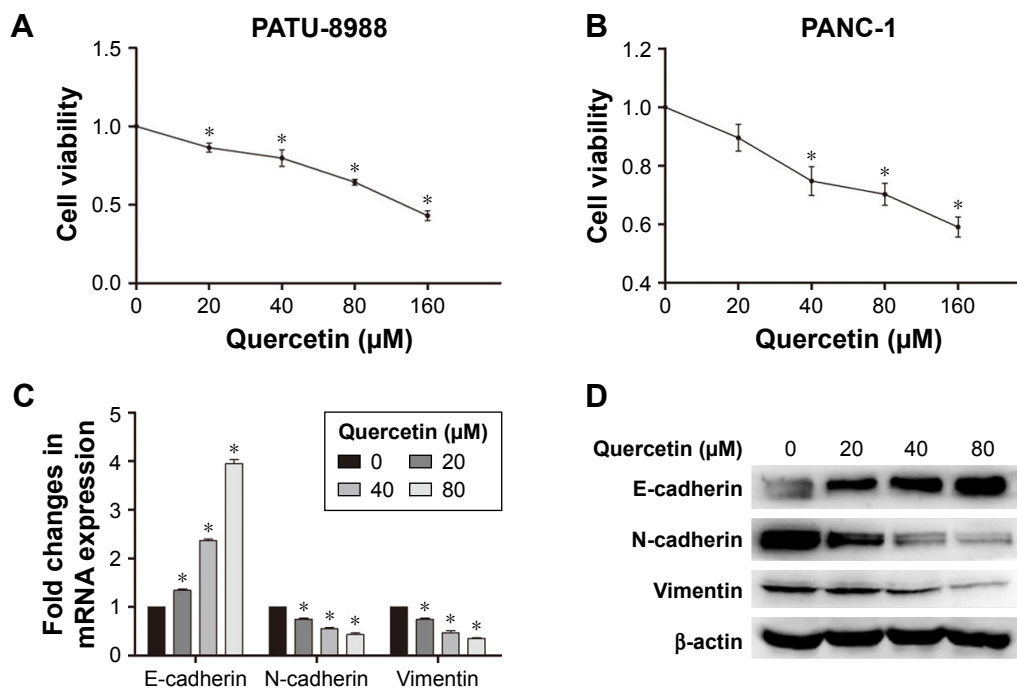 A
PATU-8988
Cell viability
1.5
1.0
0.5
0.0
* * * *
0 20 40 80 160
Quercetin (µM)
B
PANC-1
Cell viability
1.2
1.0
0.8
0.6
0.4
* * *
0 20 40 80 160
Quercetin (µM)
C
Fold changes in
mRNA expression
5
4
3
2
1
0
Quercetin (µM)
0 20
40 80
* * * * * * * * *
E-cadherin N-cadherin Vimentin
D
Quercetin (µM) 0 20 40 80
E-cadherin
N-cadherin
Vimentin
β-actin